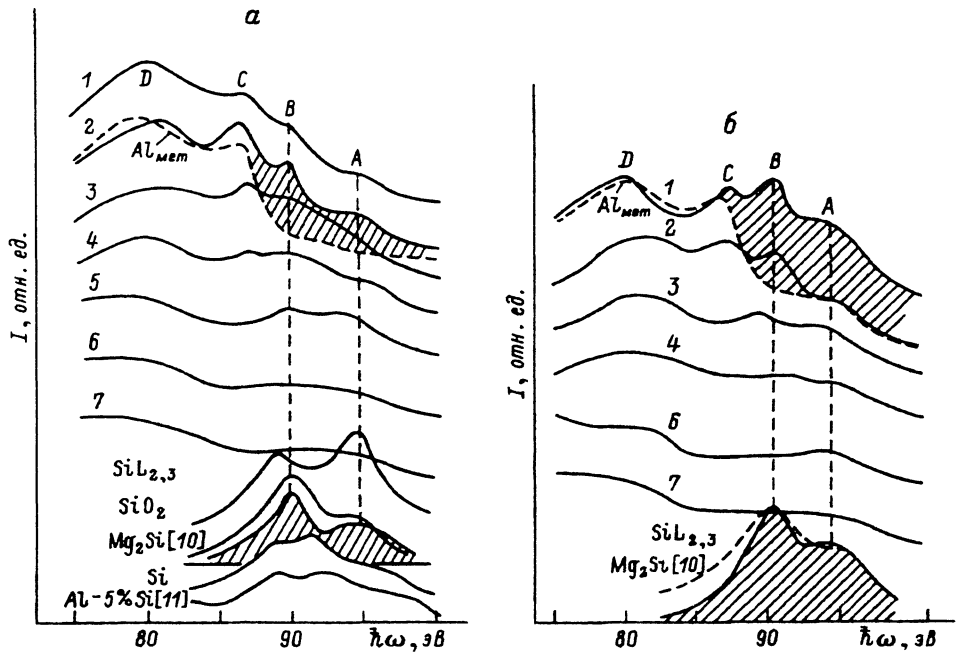 а
I, отн. ед.
1
D
C
B
2
Al мет
A
3
4
5
6
7
SiL₂,₃
SiO₂
Mg₂Si[10]
Si
Al-5%Si[11]
80
90
ħω, эв
б
I, отн. ед.
D
1
C
B
Al мет
A
2
3
4
6
7
SiL₂,₃
Mg₂Si[10]
80
90
ħω, эв